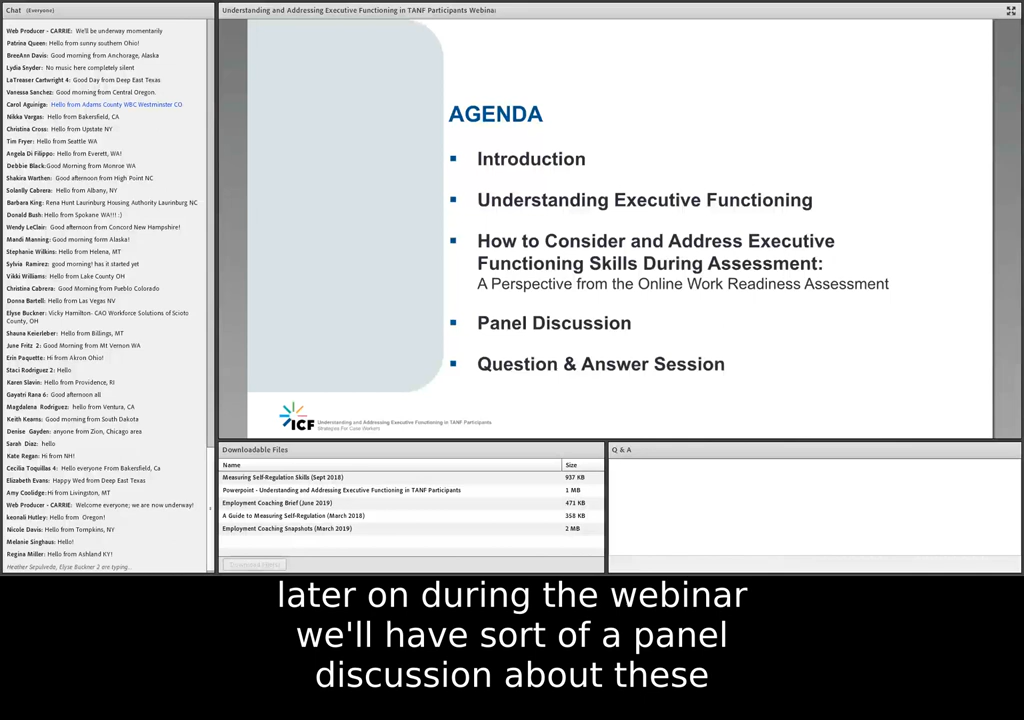 Chat (Everyone)
Web Producer - CARRIE: We'll be underway momentarily
Patrina Queen: Hello from sunny southern Ohio!
BreeAnn Davis: Good morning from Anchorage, Alaska
Lydia Snyder: No music here completely silent
LaTreaser Cartwright 4: Good Day from Deep East Texas
Vanessa Sanchez: Good morning from Central Oregon.
Carol Aguiniga: Hello from Adams County WBC Westminster CO
Nikka Vargas: Hello from Bakersfield, CA
Christina Cross: Hello from Upstate NY
Tim Fryer: Hello from Seattle WA
Angela Di Filippo: Hello from Everett, WA!
Debbie Black:Good Morning from Monroe WA
Shakira Warthen: Good afternoon from High Point NC
Solanlly Cabrera: Hello from Albany, NY
Barbara King: Rena Hunt Laurinburg Housing Authority Laurinburg NC
Donald Bush: Hello from Spokane WA!!! :)
Wendy LeClair: Good afternoon from Concord New Hampshire!
Mandi Manning: Good morning form Alaska!
Stephanie Wilkins: Hello from Helena, MT
Sylvia Ramirez: good morning! has it started yet
Vikki Williams: Hello from Lake County OH
Christina Cabrera: Good Morning from Pueblo Colorado
Donna Bartell: Hello from Las Vegas NV
Elyse Buckner: Vicky Hamilton- CAO Workforce Solutions of Scioto
County, OH
Shauna Keierleber: Hello from Billings, MT
June Fritz 2: Good Morning from Mt Vernon WA
Erin Paquette: Hi from Akron Ohio!
Staci Rodriguez 2: Hello
Karen Slavin: Hello from Providence, RI
Gayatri Rana 6: Good afternoon all
Magdalena Rodriguez: hello from Ventura, CA
Keith Kearns: Good morning from South Dakota
Denise Gayden: anyone from Zion, Chicago area
Sarah Diaz: hello
Kate Regan: Hi from NH!
Cecilia Toquillas 4: Hello everyone From Bakersfield, Ca
Elizabeth Evans: Happy Wed from Deep East Texas
Amy Coolidge:Hi from Livingston, MT
Web Producer - CARRIE: Welcome everyone; we are now underway!
keonali Hutley: Hello from Oregon!
Nicole Davis: Hello from Tompkins, NY
Melanie Singhaus: Hello!
Regina Miller: Hello from Ashland KY!
Heather Sepulveda, Elyse Buckner 2 are typing...
Understanding and Addressing Executive Functioning in TANF Participants Webinar
AGENDA
▪ Introduction
▪ Understanding Executive Functioning
▪ How to Consider and Address Executive
Functioning Skills During Assessment:
A Perspective from the Online Work Readiness Assessment
▪ Panel Discussion
▪ Question & Answer Session
ICF
Understanding and Addressing Executive Functioning in TANF Participants
Strategies For Case Workers
Downloadable Files
Name Size
Measuring Self-Regulation Skills (Sept 2018) 937 KB
Powerpoint - Understanding and Addressing Executive Functioning in TANF Participants 1 MB
Employment Coaching Brief (June 2019) 471 KB
A Guide to Measuring Self-Regulation (March 2018) 358 KB
Employment Coaching Snapshots (March 2019) 2 MB
Q & A
later on during the webinar
we'll have sort of a panel
discussion about these